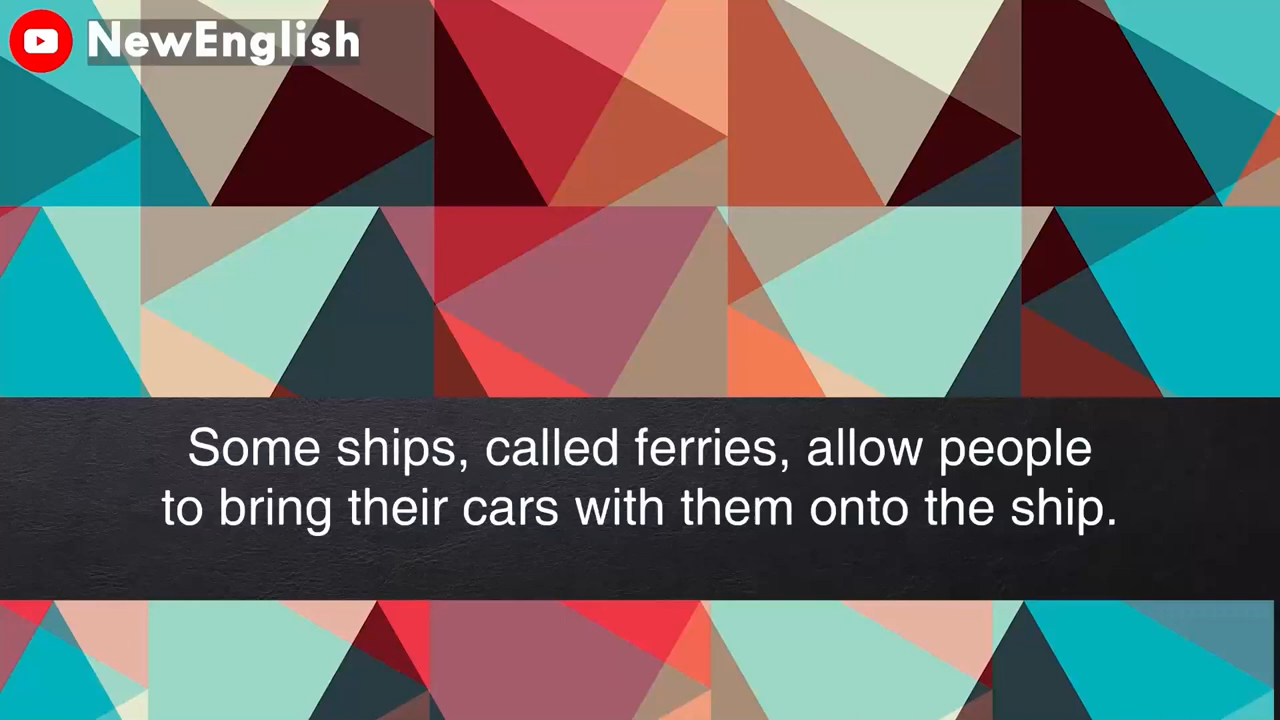 NewEnglish
Some ships, called ferries, allow people
to bring their cars with them onto the ship.